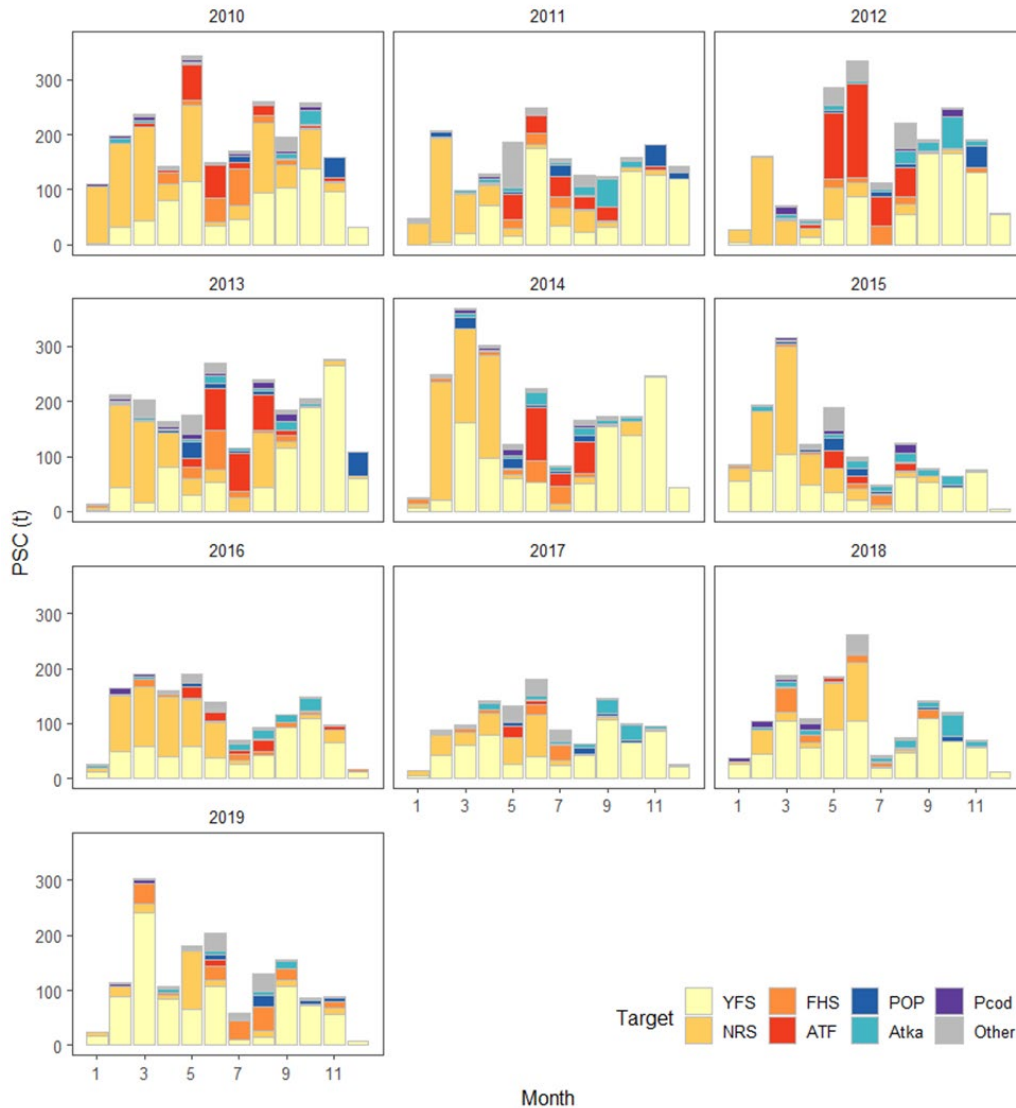 2010 2011 2012
300
200
100
0
2013 2014 2015
300
200
100
0
PSC (t)
2016 2017 2018
300
200
100
0
1 3 5 7 9 11 1 3 5 7 9 11
2019
300
200
100
0
1 3 5 7 9 11
Target YFS FHS POP Pcod
NRS ATF Atka Other
Month